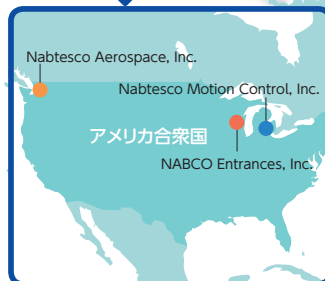 Nabtesco Aerospace, Inc.
Nabtesco Motion Control, Inc.
アメリカ合衆国
NABCO Entrances, Inc.